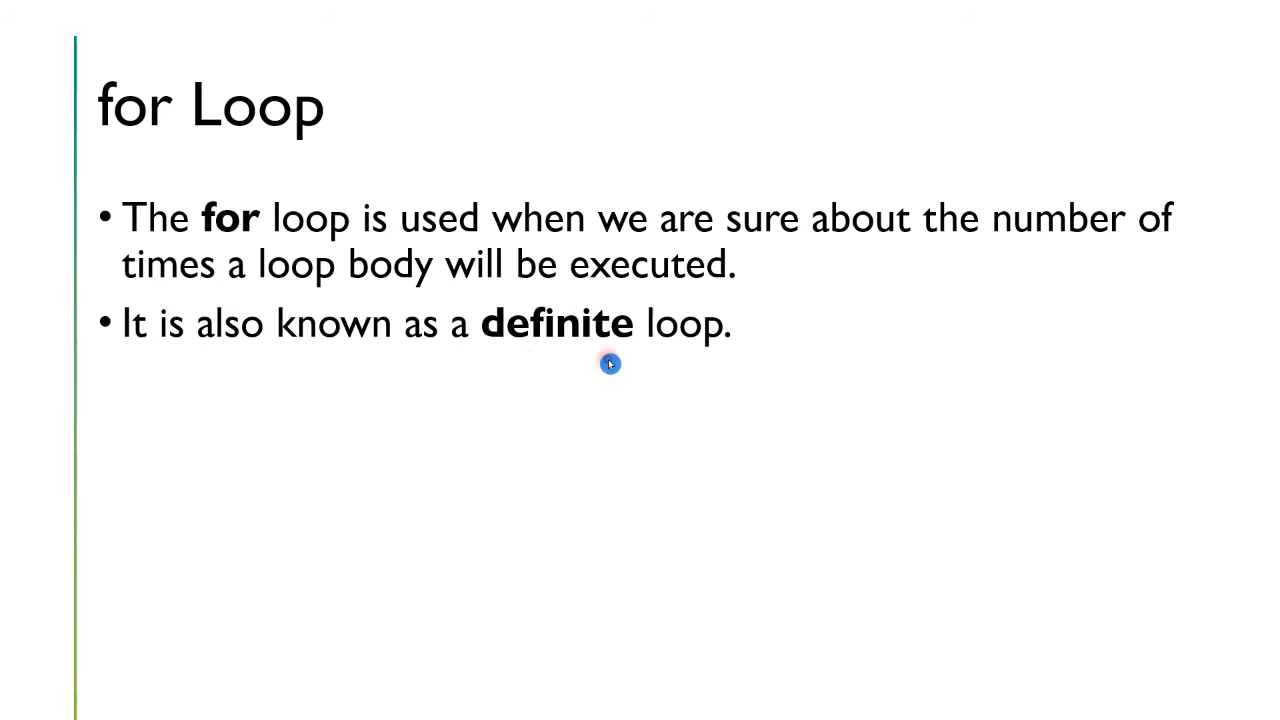 for Loop
• The for loop is used when we are sure about the number of
times a loop body will be executed.
• It is also known as a definite loop.